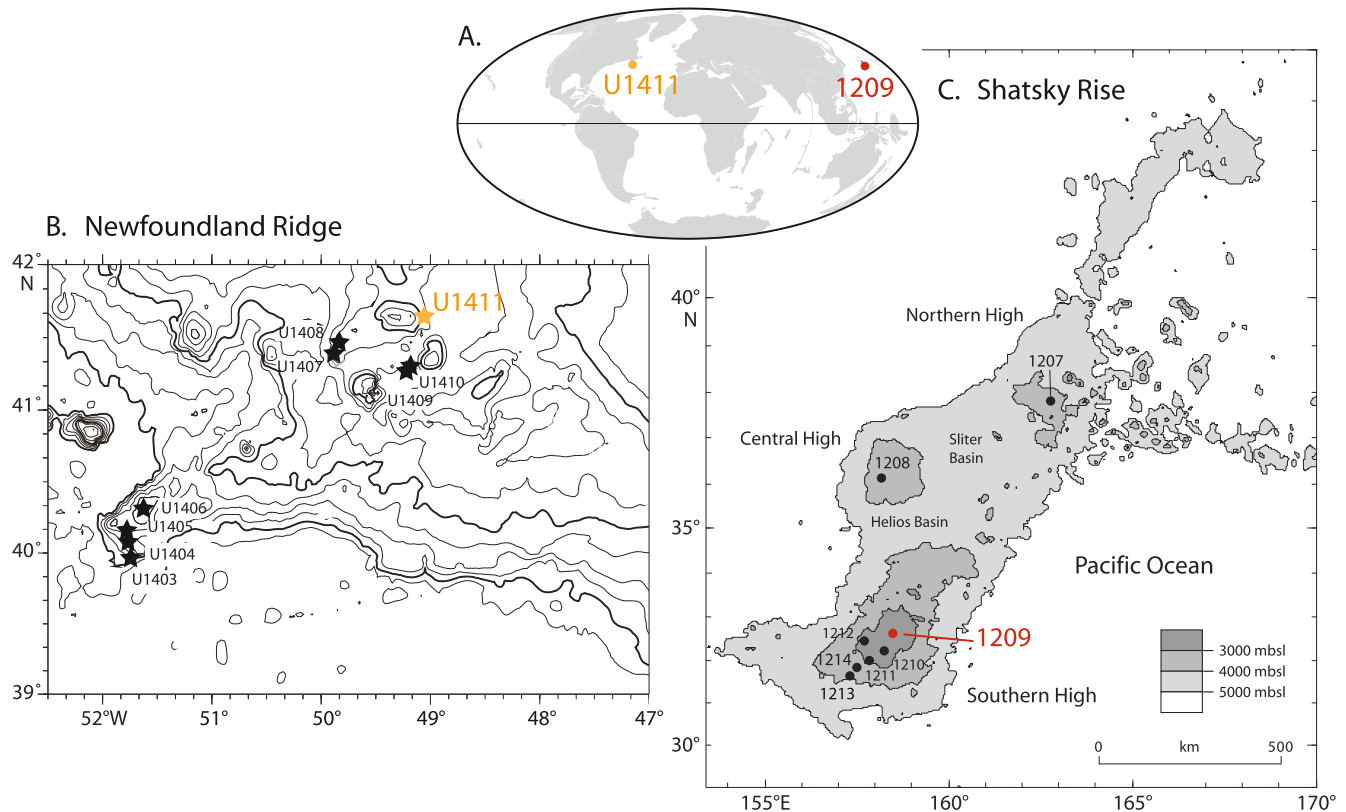 A.
U1411
1209
B. Newfoundland Ridge
42°
N
41°
40°
39°
52°W
51°
50°
49°
48°
47°
U1411
U1408
U1407
U1410
U1409
U1406
U1405
U1404
U1403
C. Shatsky Rise
40°
N
35°
30°
155°E
160°
165°
170°
Northern High
1207
Central High
Sliter
Basin
1208
Helios Basin
Pacific Ocean
1212
1209
1214
1210
1211
1213
Southern High
3000 mbsl
4000 mbsl
5000 mbsl
0 km 500